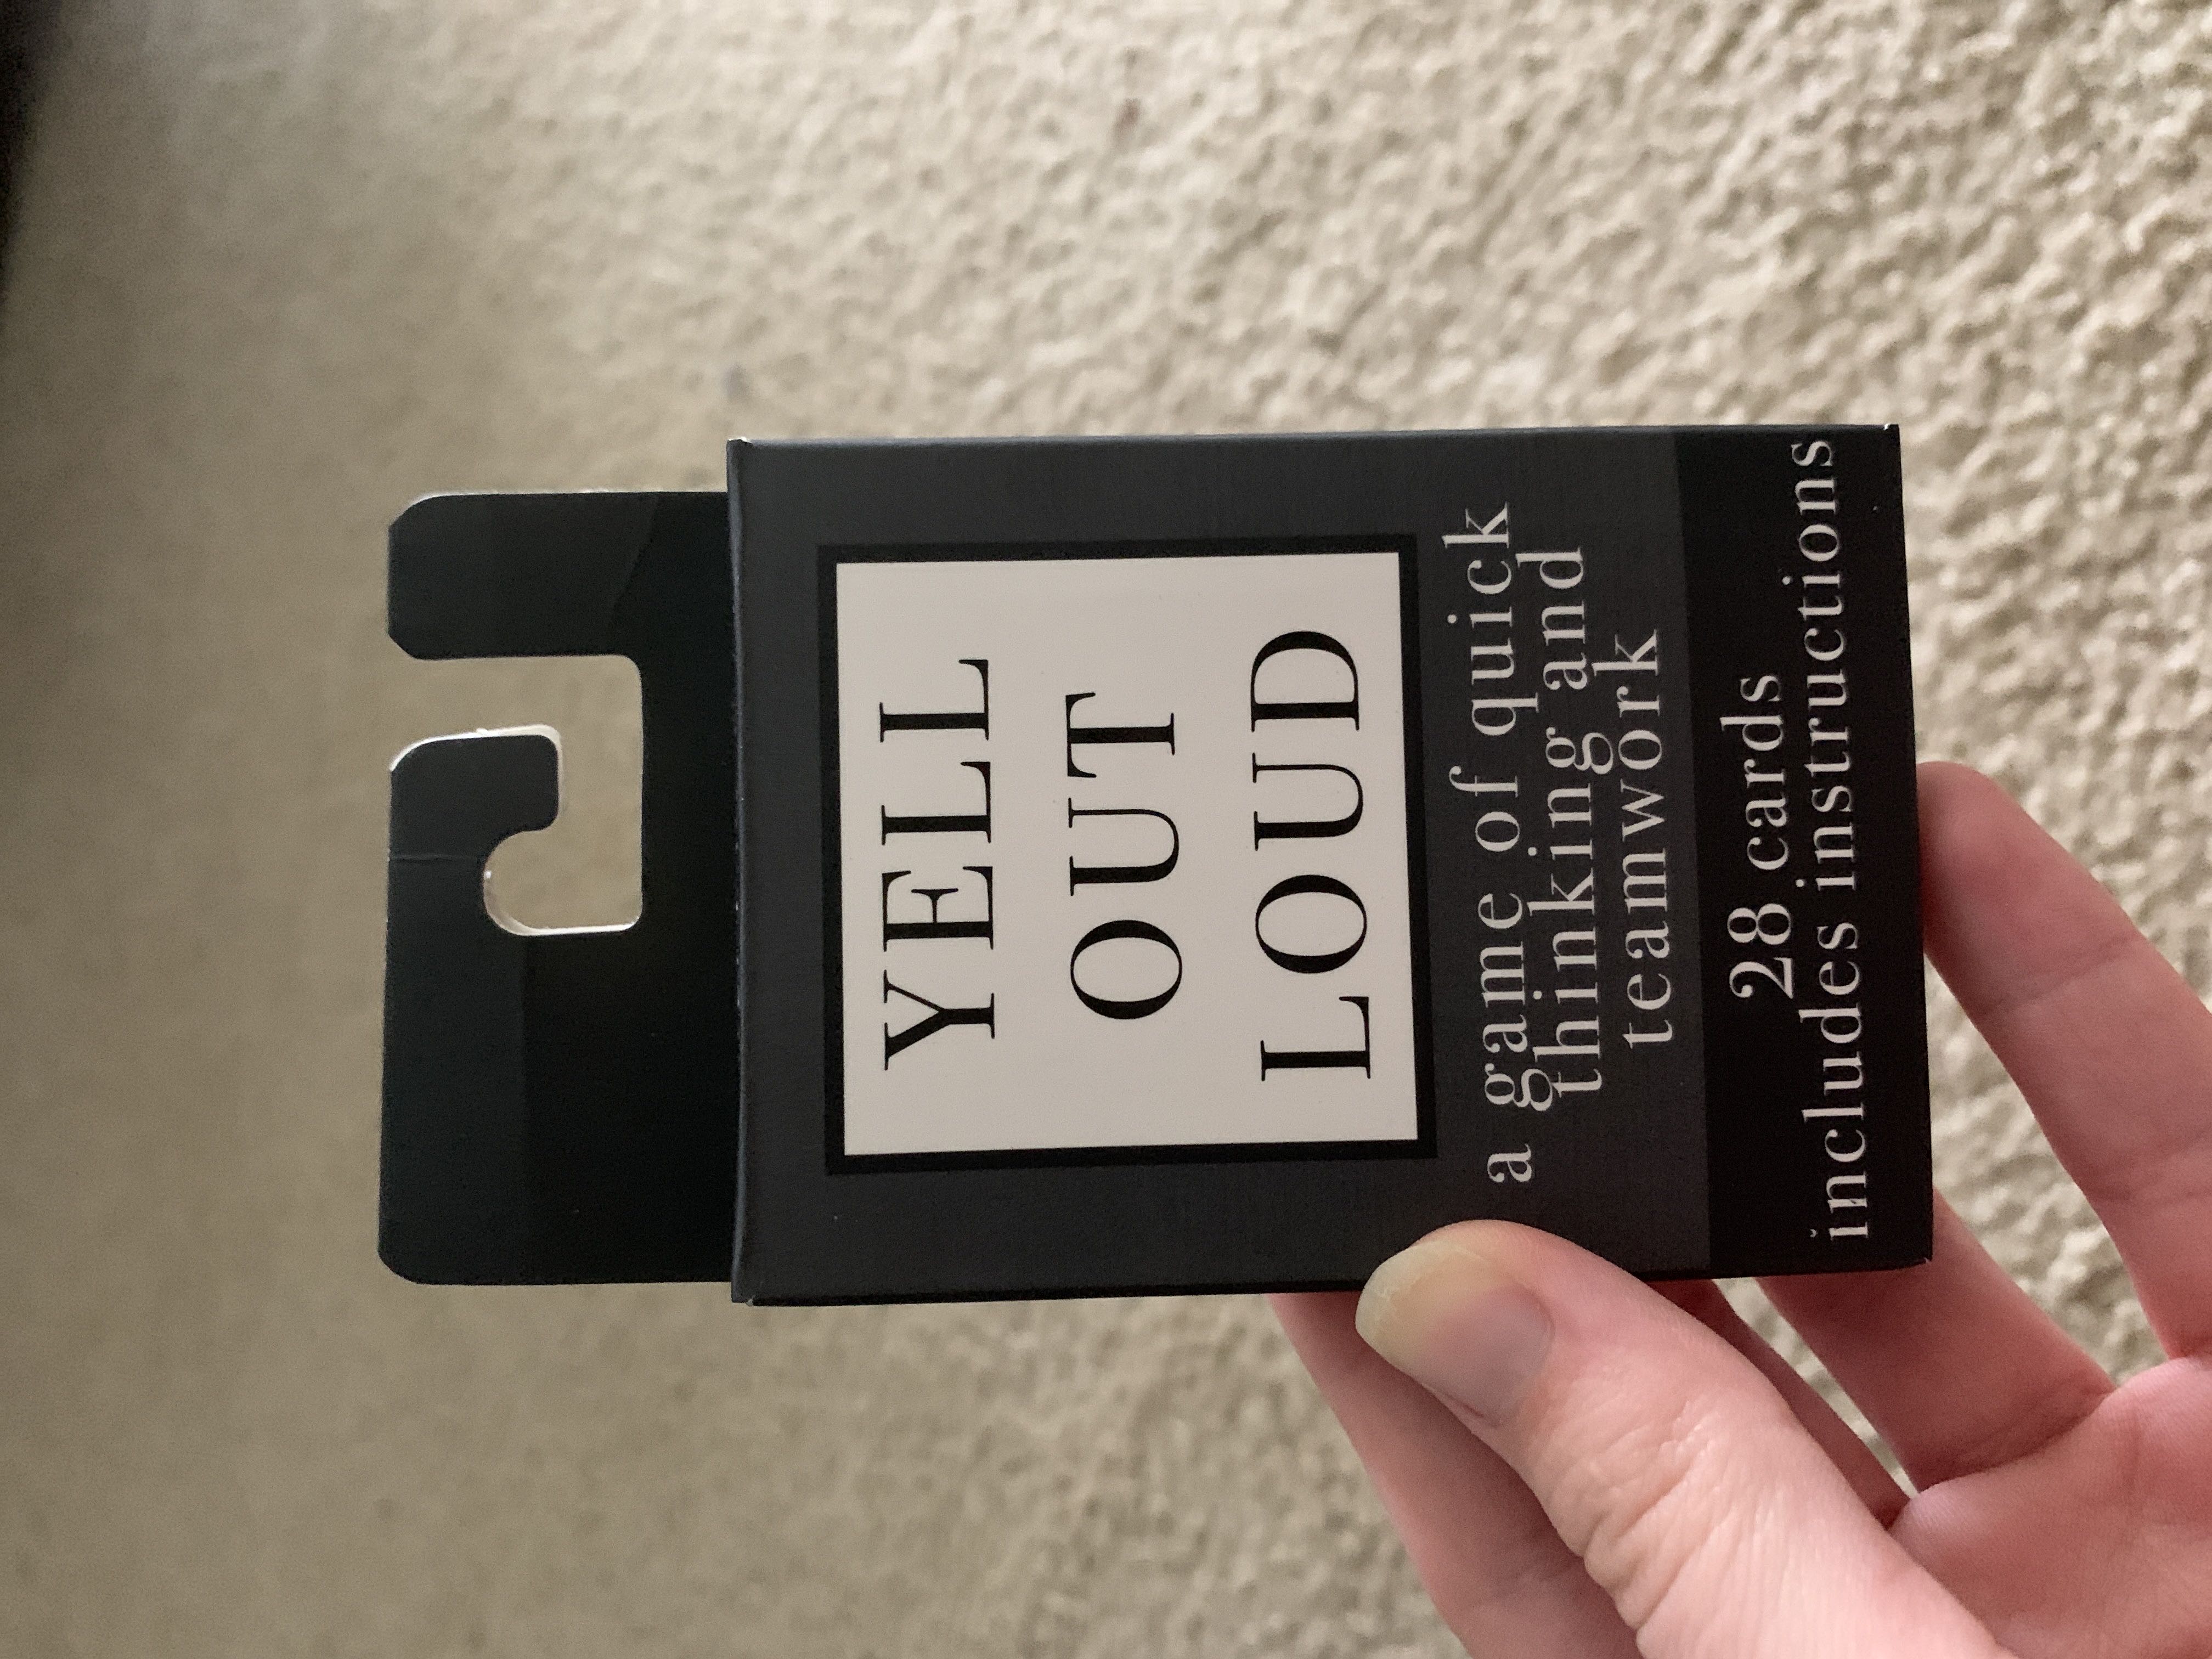 YELL
OUT
LOUD
a game of quick
thinking and
teamwork
28 cards
includes instructions